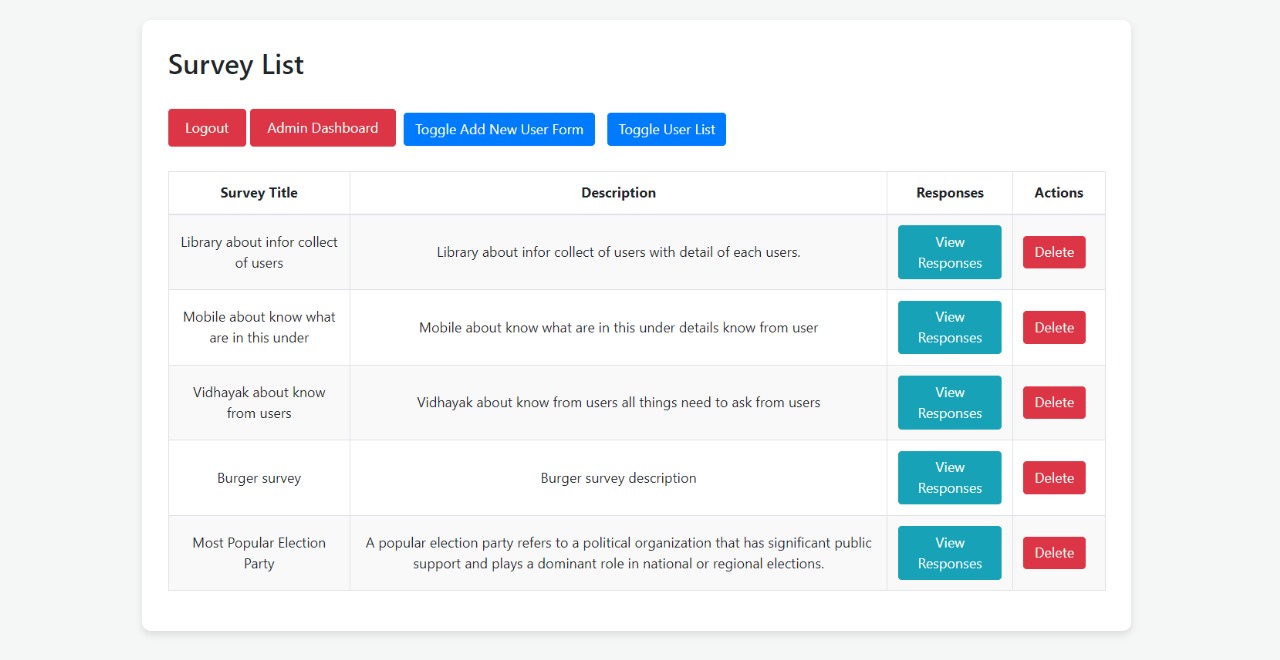 Survey List
Logout Admin Dashboard Toggle Add New User Form Toggle User List
Survey Title Description Responses Actions
Library about infor collect
of users
Library about infor collect of users with detail of each users.
View
Responses
Delete
Mobile about know what
are in this under
Mobile about know what are in this under details know from user
View
Responses
Delete
Vidhayak about know
from users
Vidhayak about know from users all things need to ask from users
View
Responses
Delete
Burger survey
Burger survey description
View
Responses
Delete
Most Popular Election
Party
A popular election party refers to a political organization that has significant public
support and plays a dominant role in national or regional elections.
View
Responses
Delete